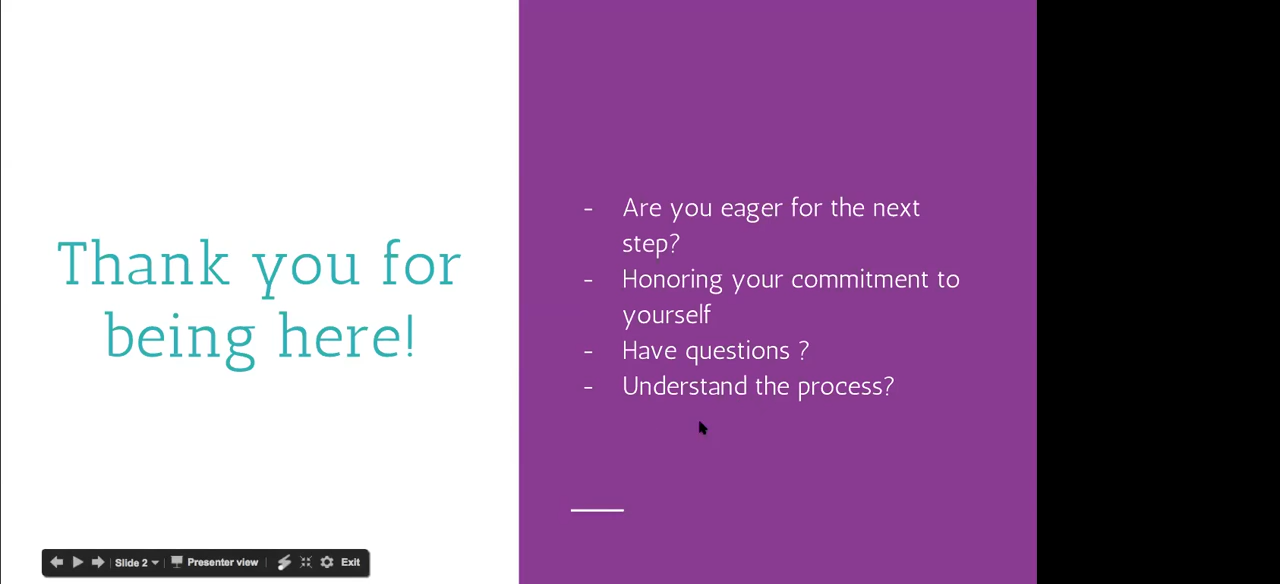 Thank you for
being here!
- Are you eager for the next
step?
- Honoring your commitment to
yourself
- Have questions ?
- Understand the process?
Slide 2
Presenter view
Exit